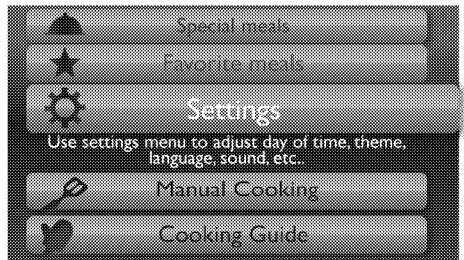 Special meals
Favorite meals
Settings
Use settings menu to adjust day of time, theme,
language, sound, etc..
Manual Cooking
Cooking Guide